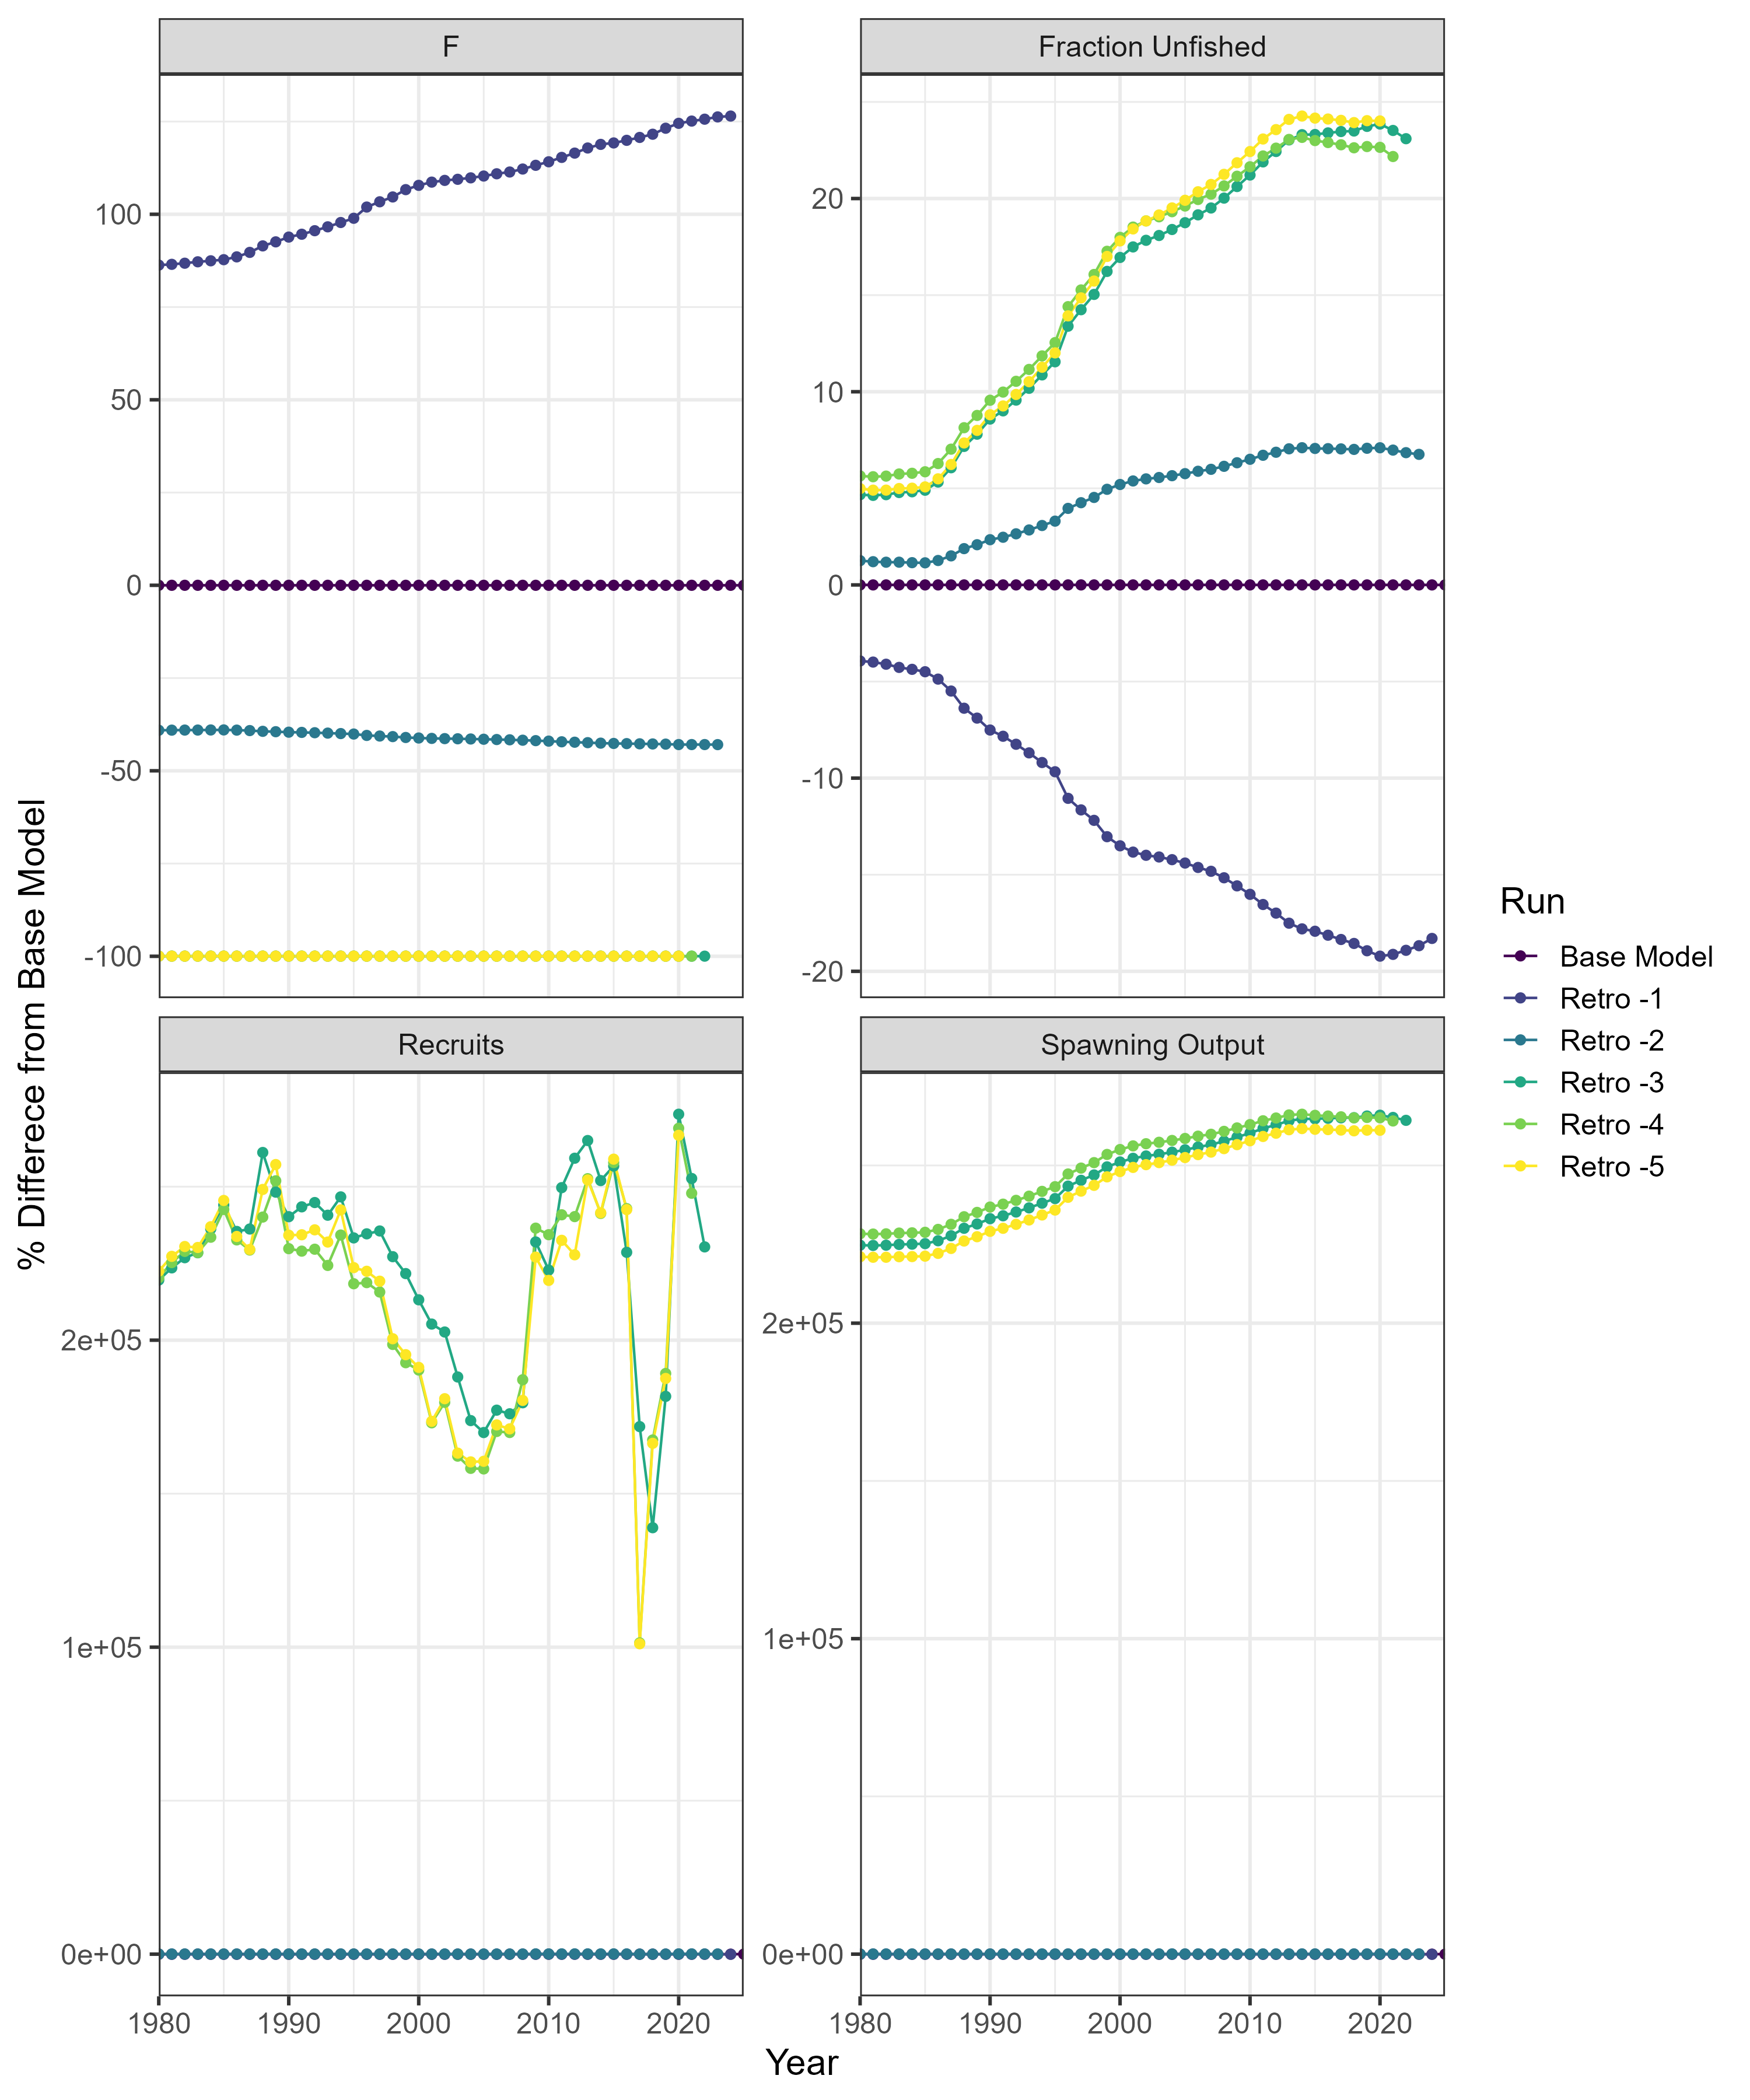 F
Fraction Unfished
100
50
0
-50
-100
20
10
0
-10
-20
% Differece from Base Model
Recruits
Spawning Output
2e+05
1e+05
0e+00
2e+05
1e+05
0e+00
1980 1990 2000 2010 2020
1980 1990 2000 2010 2020
Year
Run
Base Model
Retro -1
Retro -2
Retro -3
Retro -4
Retro -5